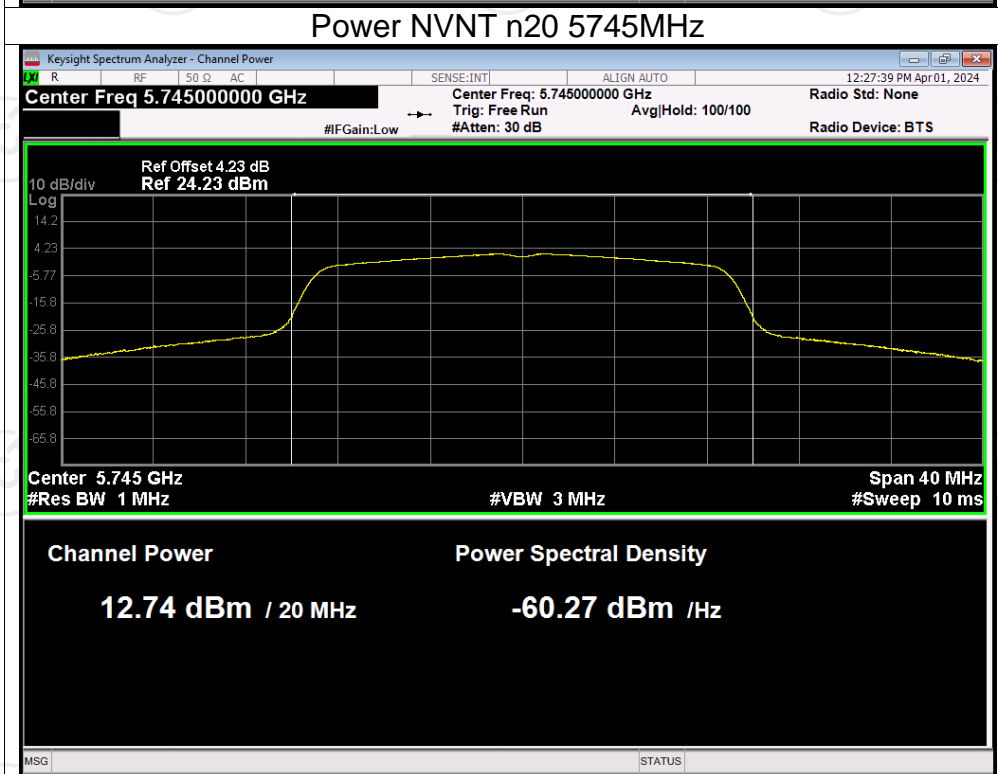 Power NVNT n20 5745MHz
Keysight Spectrum Analyzer - Channel Power
LXI R RF 50 Ω AC SENSE:INT ALIGN AUTO 12:27:39 PM Apr 01, 2024
Center Freq 5.745000000 GHz Center Freq: 5.745000000 GHz Radio Std: None
Trig: Free Run Avg|Hold: 100/100
#IFGain:Low #Atten: 30 dB Radio Device: BTS
Ref Offset 4.23 dB
10 dB/div Ref 24.23 dBm
Log
14.2
4.23
-5.77
-15.8
-25.8
-35.8
-45.8
-55.8
-65.8
Center 5.745 GHz Span 40 MHz
#Res BW 1 MHz #VBW 3 MHz #Sweep 10 ms
Channel Power Power Spectral Density
12.74 dBm / 20 MHz -60.27 dBm /Hz
MSG STATUS